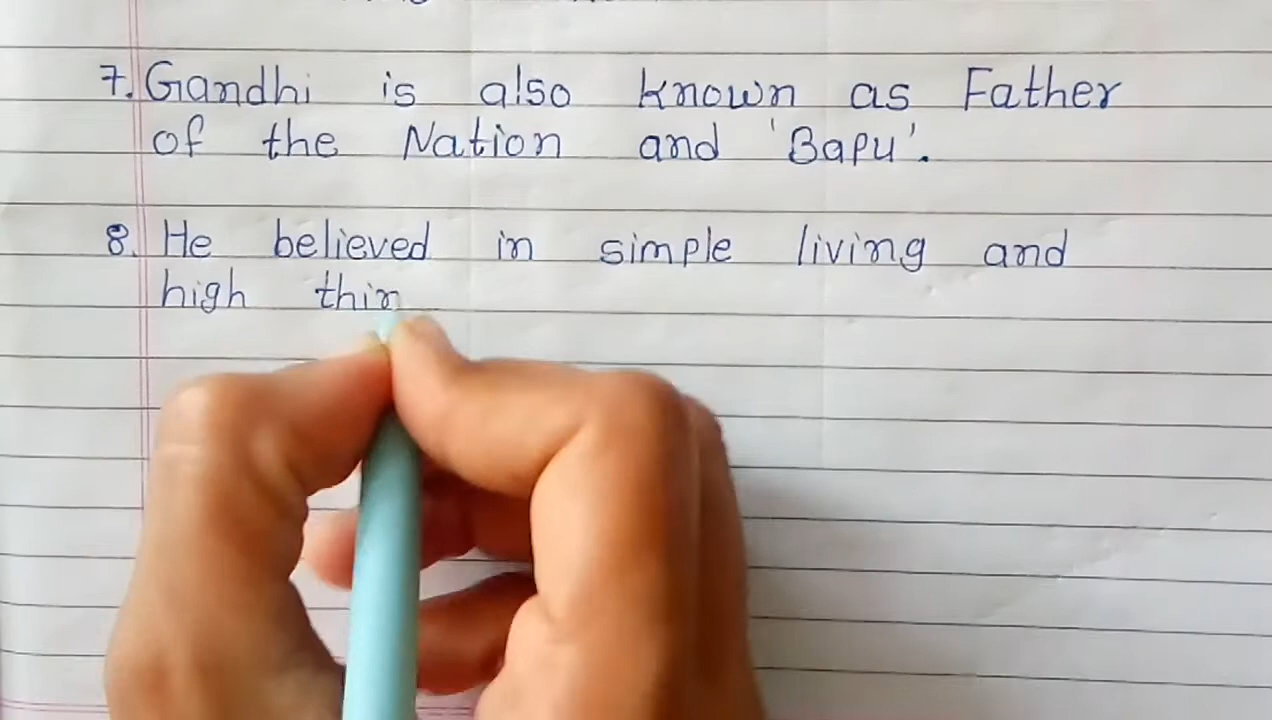 7. Gandhi is also known as Father
of the Nation and 'Bapu'.
8. He believed in simple living and
high thin